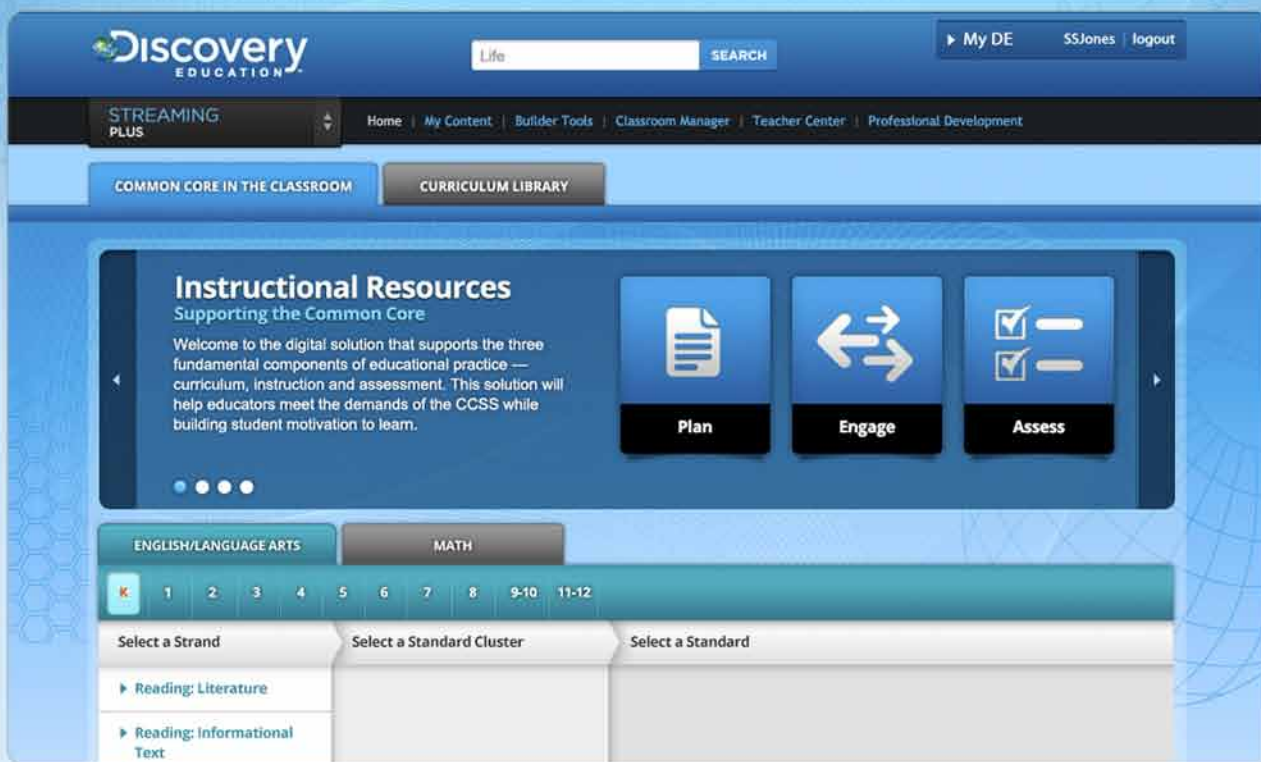 Discovery
EDUCATION
Life
SEARCH
My DE
SSJones | logout
STREAMING
PLUS
Home | My Content | Builder Tools | Classroom Manager | Teacher Center | Professional Development
COMMON CORE IN THE CLASSROOM
CURRICULUM LIBRARY
Instructional Resources
Supporting the Common Core
Welcome to the digital solution that supports the three
fundamental components of educational practice —
curriculum, instruction and assessment. This solution will
help educators meet the demands of the CCSS while
building student motivation to learn.
Plan
Engage
Assess
ENGLISH/LANGUAGE ARTS
MATH
K 1 2 3 4 5 6 7 8 9-10 11-12
Select a Strand
Select a Standard Cluster
Select a Standard
Reading: Literature
Reading: Informational
Text